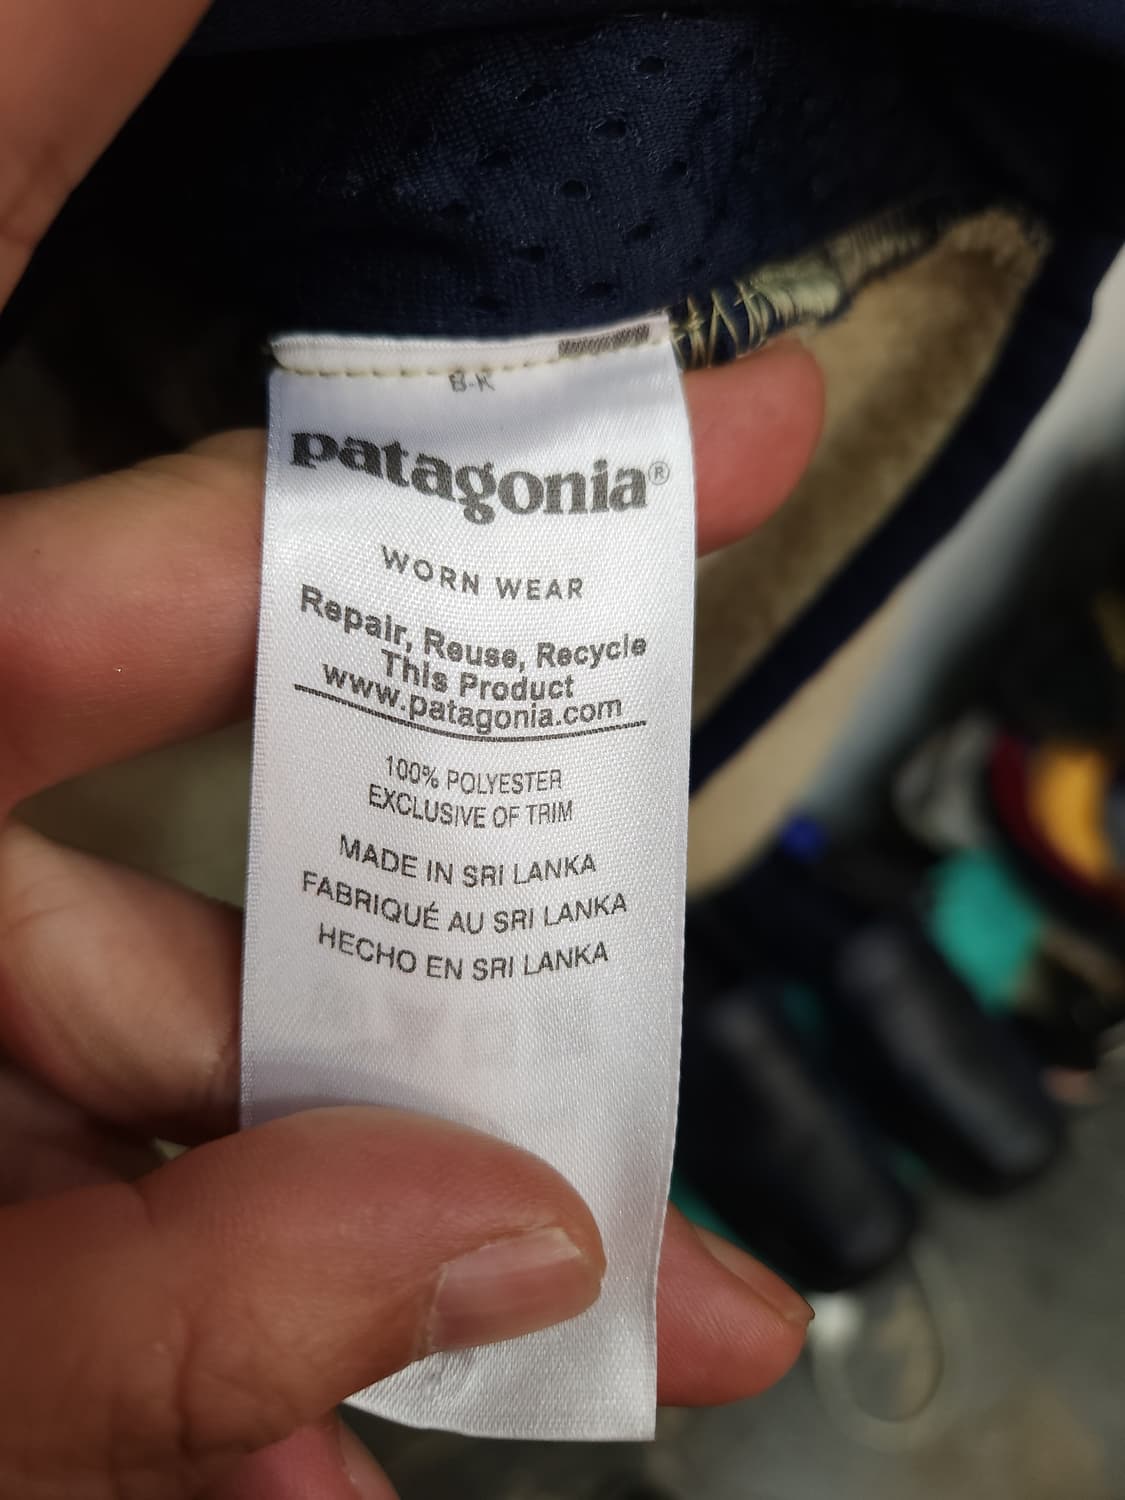 B-K
patagonia®
WORN WEAR
Repair, Reuse, Recycle
This Product
www.patagonia.com
100% POLYESTER
EXCLUSIVE OF TRIM
MADE IN SRI LANKA
FABRIQUÉ AU SRI LANKA
HECHO EN SRI LANKA